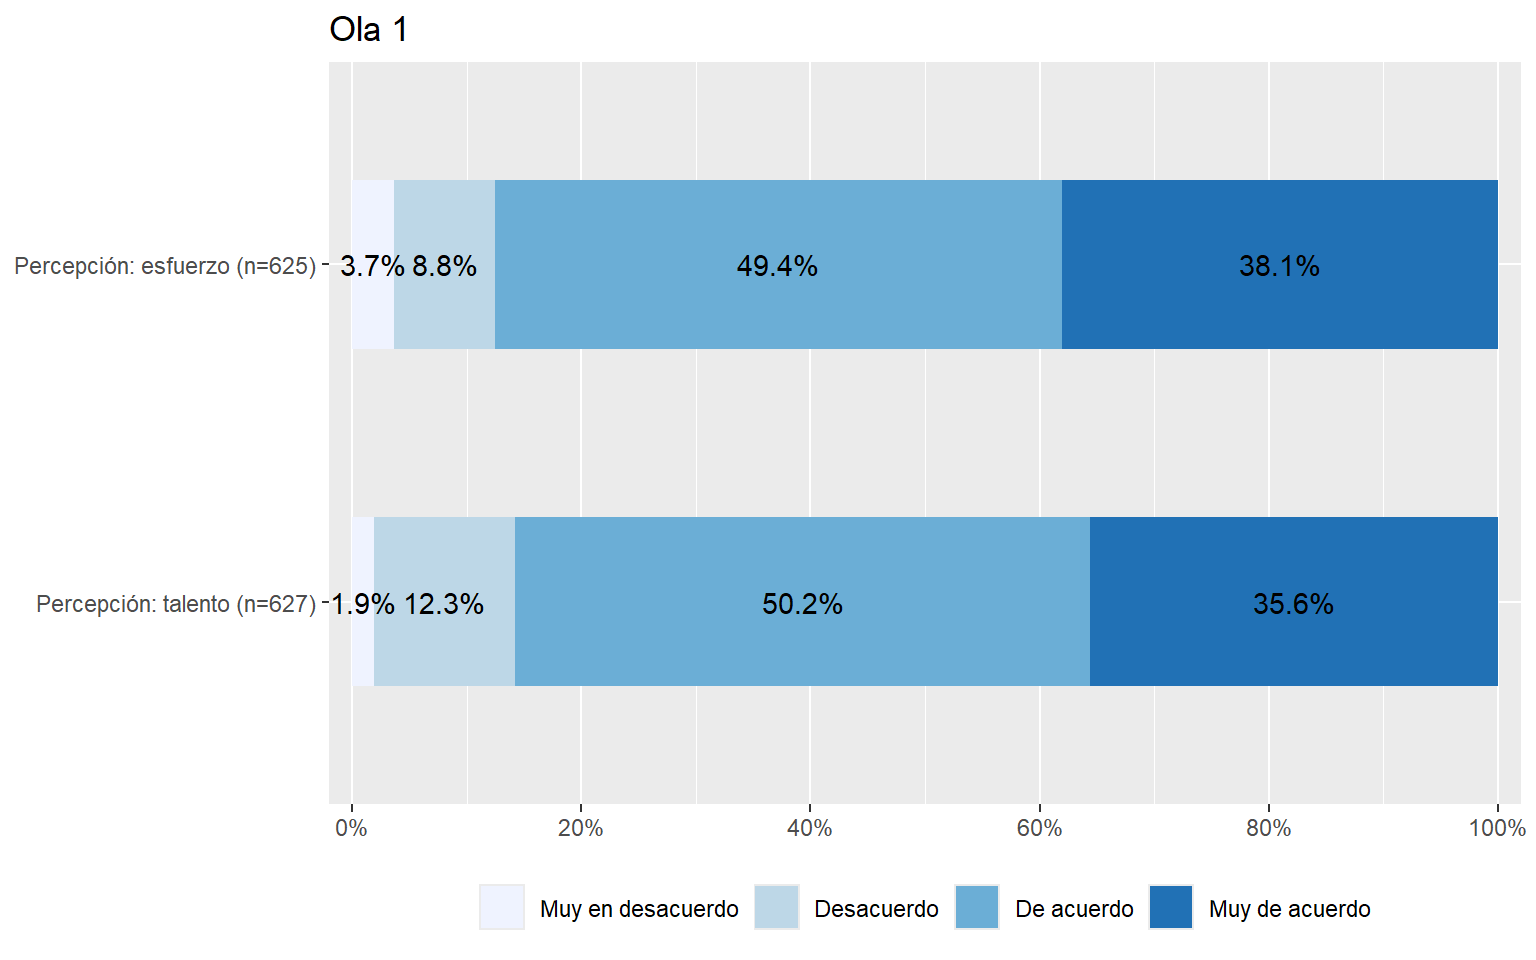 Ola 1
Percepción: esfuerzo (n=625) 3.7% 8.8% 49.4% 38.1%
Percepción: talento (n=627) 1.9% 12.3% 50.2% 35.6%
0% 20% 40% 60% 80% 100%
Muy en desacuerdo Desacuerdo De acuerdo Muy de acuerdo